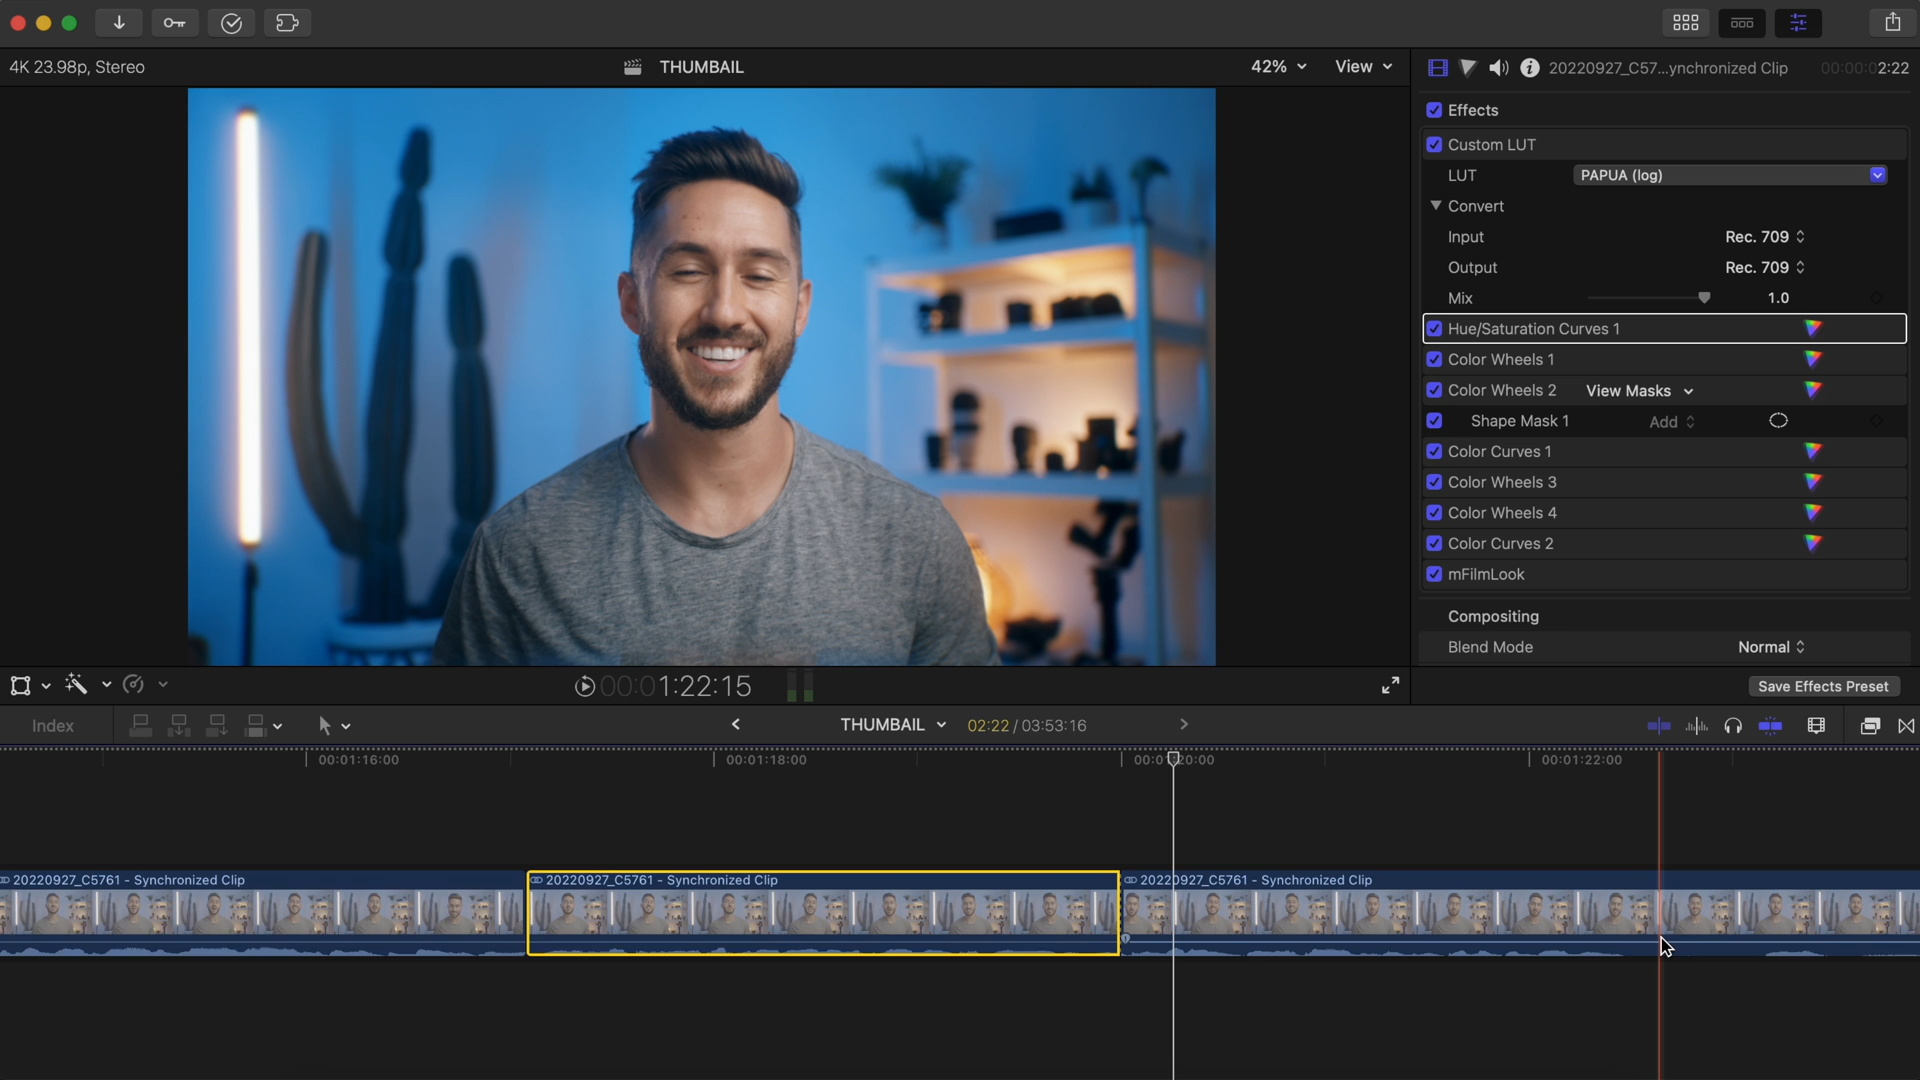 4K 23.98p, Stereo
THUMBAIL
42%
View
20220927_C57...ynchronized Clip
00:00:02:22
Effects
Custom LUT
LUT
PAPUA (log)
Convert
Input
Rec. 709
Output
Rec. 709
Mix
1.0
Hue/Saturation Curves 1
Color Wheels 1
Color Wheels 2
View Masks
Shape Mask 1
Add
Color Curves 1
Color Wheels 3
Color Wheels 4
Color Curves 2
mFilmLook
Compositing
Blend Mode
Normal
00:01:22:15
Save Effects Preset
Index
THUMBAIL
02:22 / 03:53:16
00:01:16:00
00:01:18:00
00:01:20:00
00:01:22:00
20220927_C5761 - Synchronized Clip
20220927_C5761 - Synchronized Clip
20220927_C5761 - Synchronized Clip